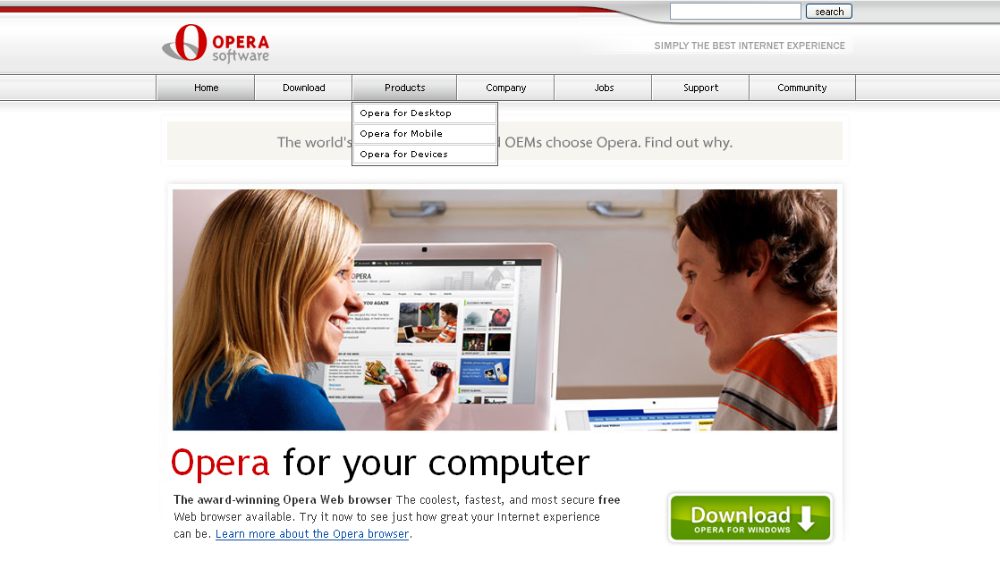 search
OPERA
software
SIMPLY THE BEST INTERNET EXPERIENCE
Home Download Products Company Jobs Support Community
Opera for Desktop
Opera for Mobile
Opera for Devices
The world's OEMs choose Opera. Find out why.
OPERA
YOU AGAIN
Opera for your computer
The award-winning Opera Web browser The coolest, fastest, and most secure free
Web browser available. Try it now to see just how great your Internet experience
can be. Learn more about the Opera browser.
Download
OPERA FOR WINDOWS